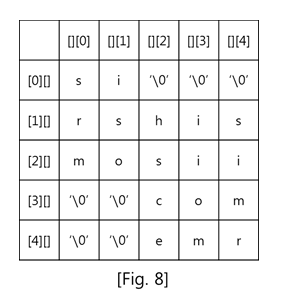 [][0] [][1] [][2] [][3] [][4]
[0][] s i '\0' '\0' '\0'
[1][] r s h i s
[2][] m o s i i
[3][] '\0' '\0' c o m
[4][] '\0' '\0' e m r
[Fig. 8]